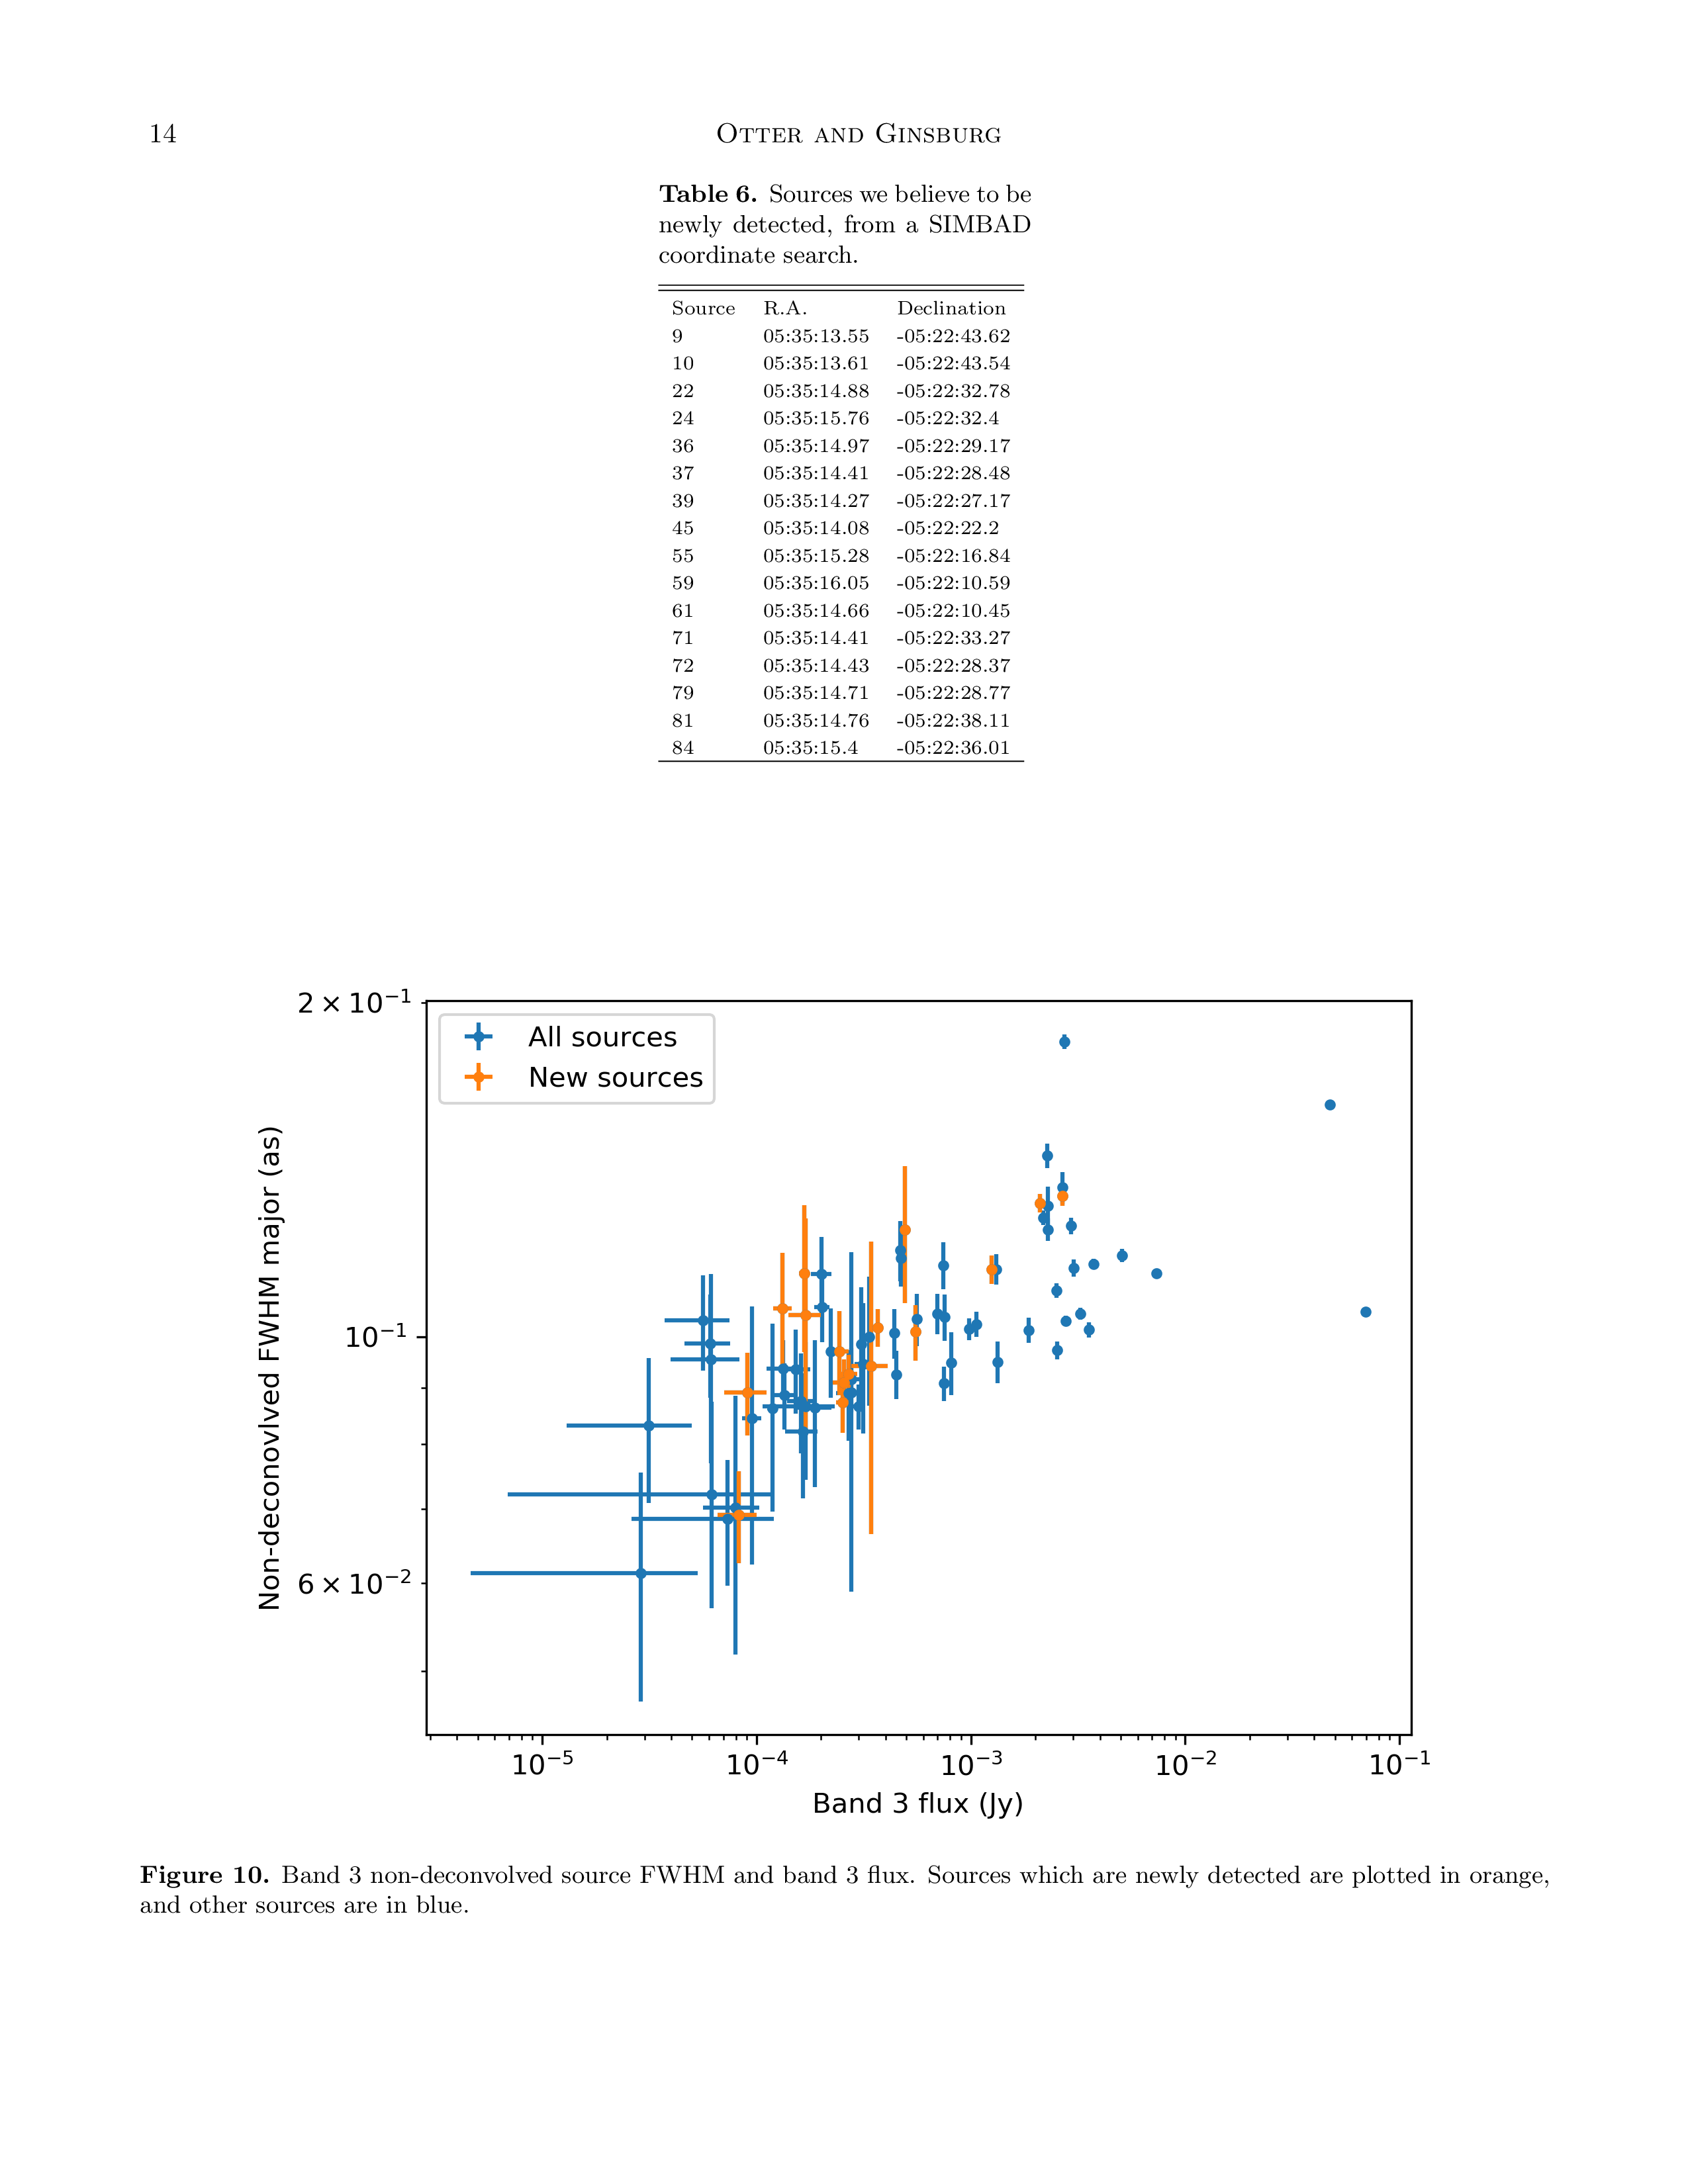 14
Otter and Ginsburg
Table 6. Sources we believe to be
newly detected, from a SIMBAD
coordinate search.
Source R.A. Declination
9 05:35:13.55 -05:22:43.62
10 05:35:13.61 -05:22:43.54
22 05:35:14.88 -05:22:32.78
24 05:35:15.76 -05:22:32.4
36 05:35:14.97 -05:22:29.17
37 05:35:14.41 -05:22:28.48
39 05:35:14.27 -05:22:27.17
45 05:35:14.08 -05:22:22.2
55 05:35:15.28 -05:22:16.84
59 05:35:16.05 -05:22:10.59
61 05:35:14.66 -05:22:10.45
71 05:35:14.41 -05:22:33.27
72 05:35:14.43 -05:22:28.37
79 05:35:14.71 -05:22:28.77
81 05:35:14.76 -05:22:38.11
84 05:35:15.4 -05:22:36.01
2 × 10⁻¹
All sources
New sources
Non-deconovlved FWHM major (as)
10⁻¹
6 × 10⁻²
10⁻⁵ 10⁻⁴ 10⁻³ 10⁻² 10⁻¹
Band 3 flux (Jy)
Figure 10. Band 3 non-deconvolved source FWHM and band 3 flux. Sources which are newly detected are plotted in orange,
and other sources are in blue.